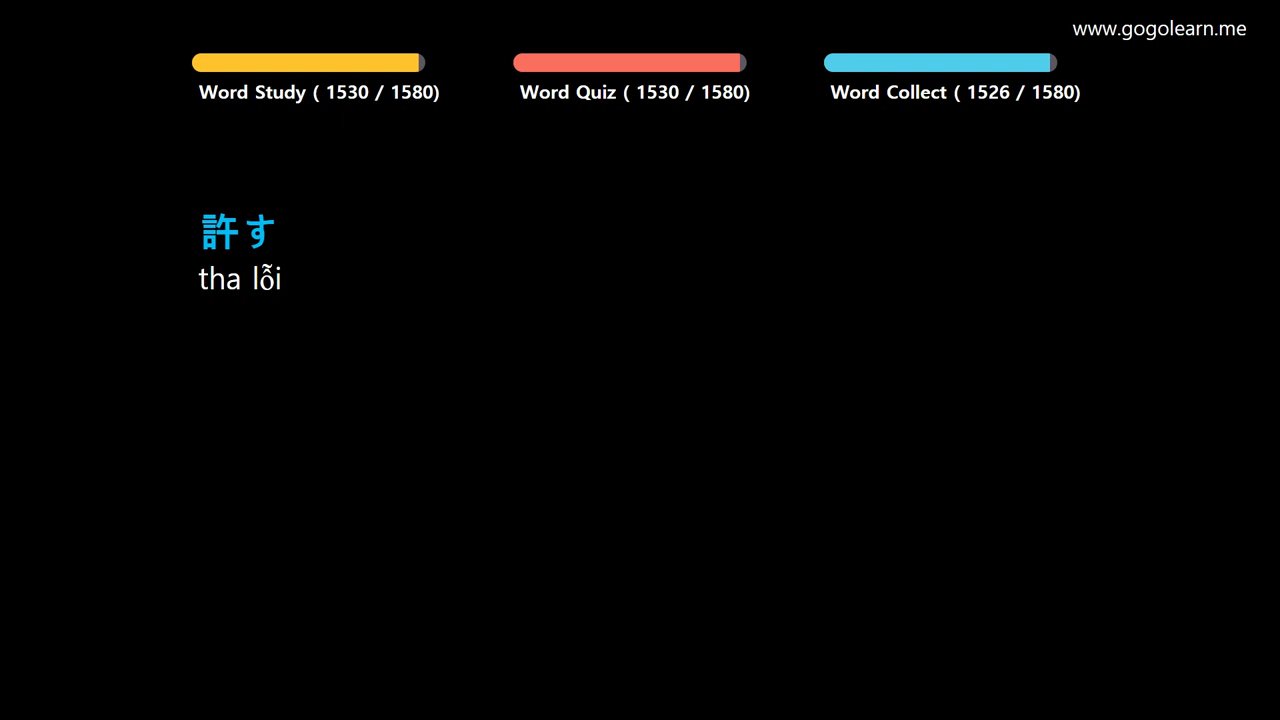 www.gogolearn.me
Word Study ( 1530 / 1580)
Word Quiz ( 1530 / 1580)
Word Collect ( 1526 / 1580)
許す
tha lỗi